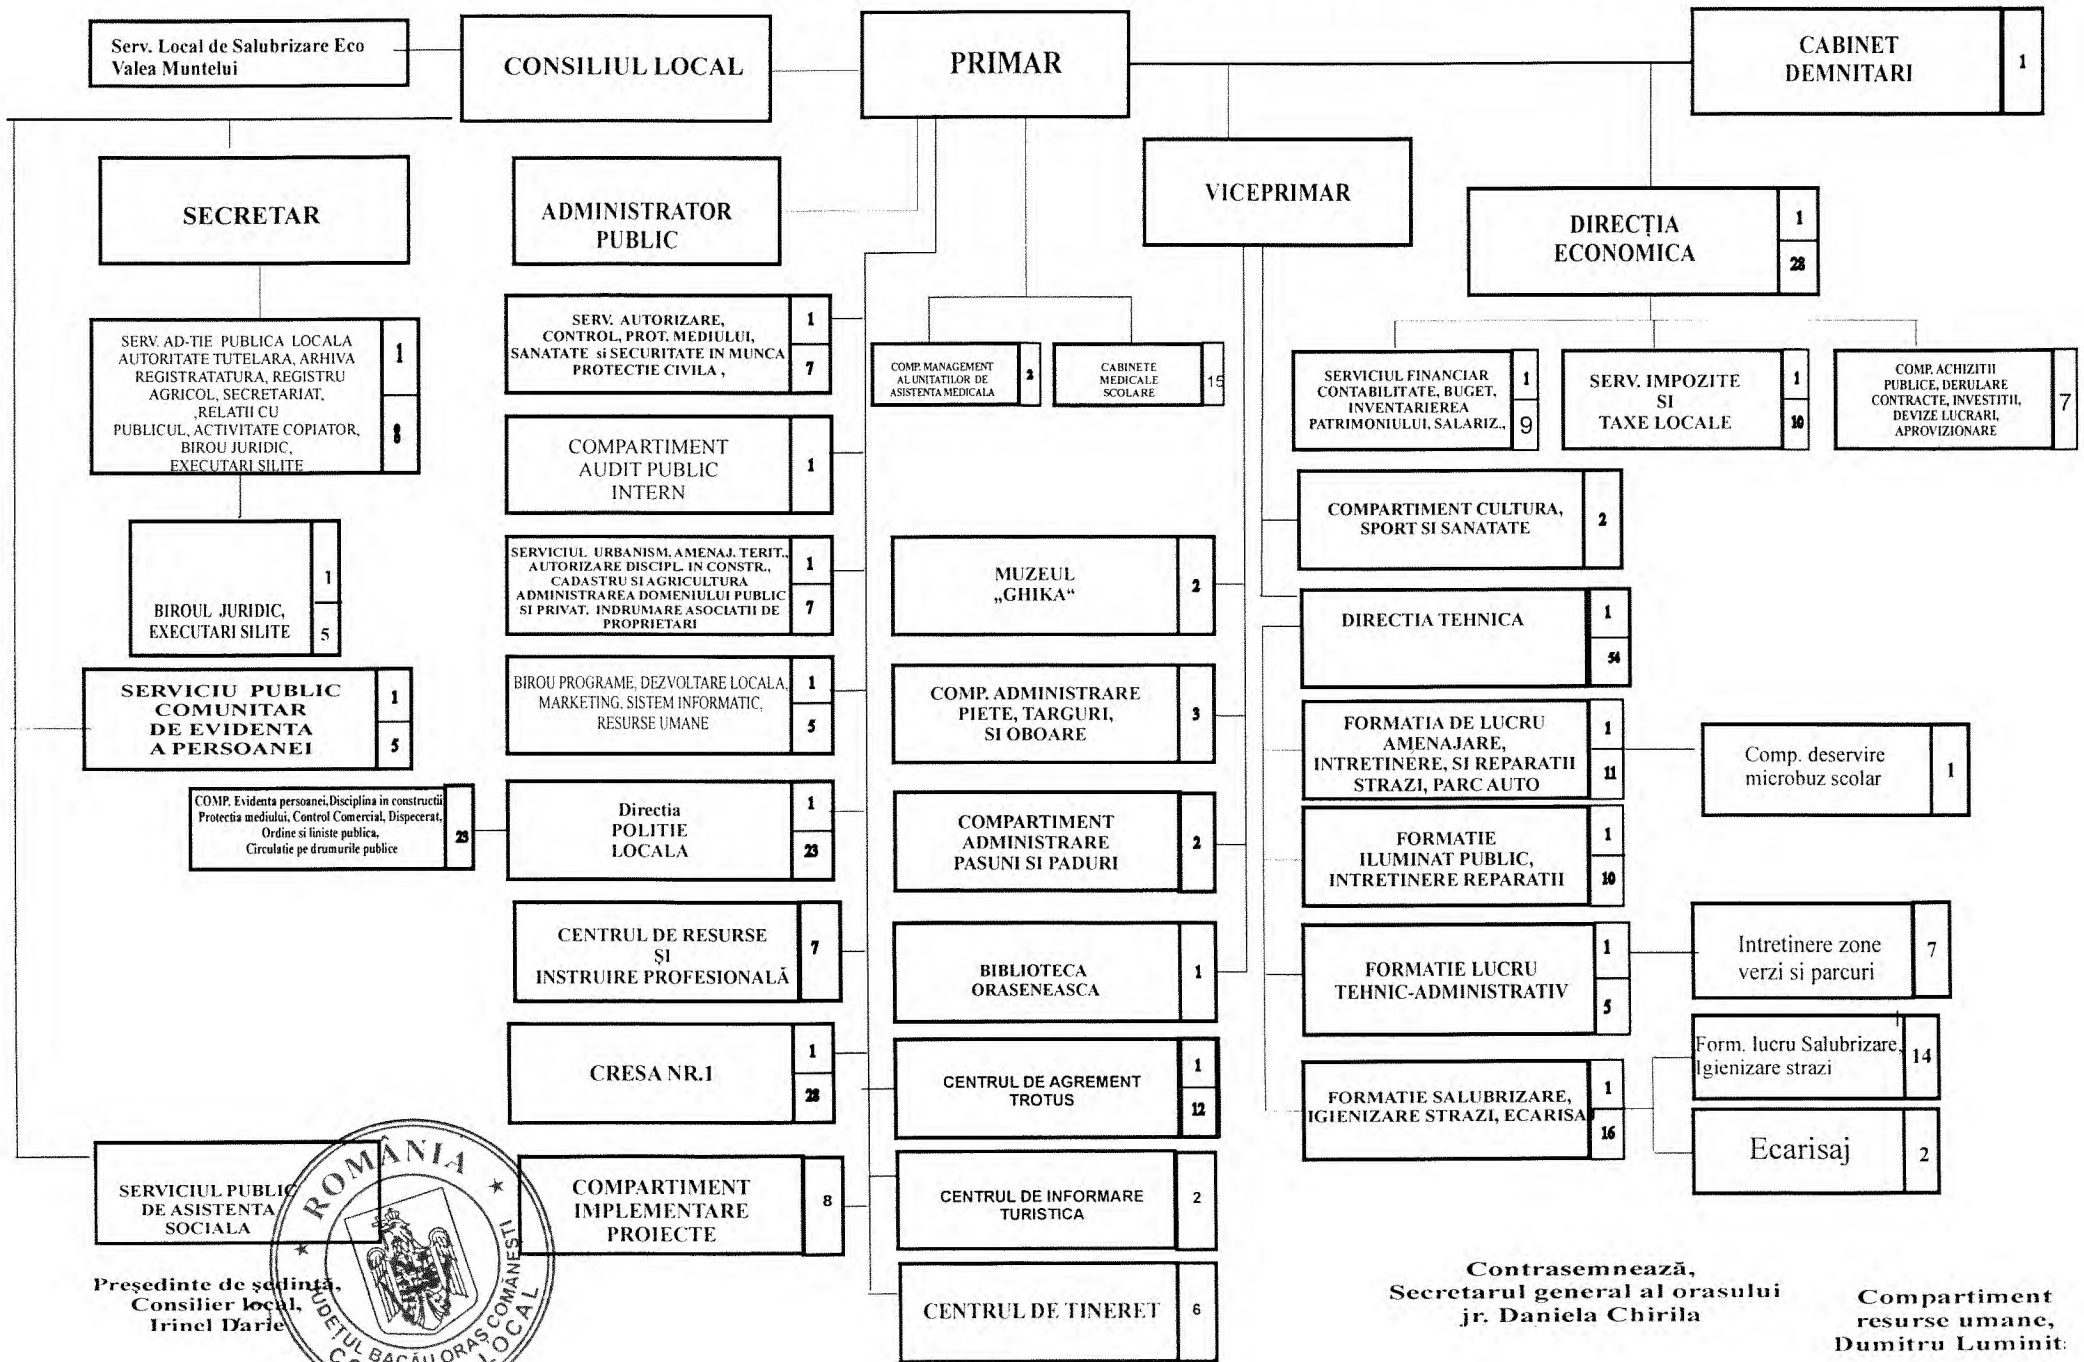 Serv. Local de Salubrizare Eco
Valea Muntelui
CONSILIUL LOCAL
PRIMAR
CABINET
DEMNITARI
1
SECRETAR
ADMINISTRATOR
PUBLIC
VICEPRIMAR
DIRECȚIA
ECONOMICA
1
28
SERV. AD-TIE PUBLICA LOCALA
AUTORITATE TUTELARA, ARHIVA
REGISTRATATURA, REGISTRU
AGRICOL, SECRETARIAT,
,RELATII CU
PUBLICUL, ACTIVITATE COPIATOR,
BIROU JURIDIC,
EXECUTARI SILITE
1
8
BIROUL JURIDIC,
EXECUTARI SILITE
1
5
SERVICIU PUBLIC
COMUNITAR
DE EVIDENTA
A PERSOANEI
1
5
COMP. Evidenta persoanei,Disciplina in constructii
Protectia mediului, Control Comercial, Dispecerat,
Ordine si liniste publica,
Circulatie pe drumurile publice
23
SERVICIUL PUBLIC
DE ASISTENTA
SOCIALA
SERV. AUTORIZARE,
CONTROL, PROT. MEDIULUI,
SANATATE si SECURITATE IN MUNCA
PROTECTIE CIVILA ,
1
7
COMPARTIMENT
AUDIT PUBLIC
INTERN
1
SERVICIUL URBANISM, AMENAJ. TERIT.,
AUTORIZARE DISCIPL. IN CONSTR.,
CADASTRU SI AGRICULTURA
ADMINISTRAREA DOMENIULUI PUBLIC
SI PRIVAT. INDRUMARE ASOCIATII DE
PROPRIETARI
1
7
BIROU PROGRAME, DEZVOLTARE LOCALA,
MARKETING, SISTEM INFORMATIC,
RESURSE UMANE
1
5
Directia
POLITIE
LOCALA
1
23
CENTRUL DE RESURSE
ȘI
INSTRUIRE PROFESIONALĂ
7
CRESA NR.1
1
28
COMPARTIMENT
IMPLEMENTARE
PROIECTE
8
COMP. MANAGEMENT
AL UNITATILOR DE
ASISTENTA MEDICALA
2
CABINETE
MEDICALE
SCOLARE
15
MUZEUL
„GHIKA“
2
COMP. ADMINISTRARE
PIETE, TARGURI,
SI OBOARE
3
COMPARTIMENT
ADMINISTRARE
PASUNI SI PADURI
2
BIBLIOTECA
ORASENEASCA
1
CENTRUL DE AGREMENT
TROTUS
1
12
CENTRUL DE INFORMARE
TURISTICA
2
CENTRUL DE TINERET
6
SERVICIUL FINANCIAR
CONTABILITATE, BUGET,
INVENTARIEREA
PATRIMONIULUI, SALARIZ.,
1
9
SERV. IMPOZITE
SI
TAXE LOCALE
1
10
COMP. ACHIZITII
PUBLICE, DERULARE
CONTRACTE, INVESTITII,
DEVIZE LUCRARI,
APROVIZIONARE
7
COMPARTIMENT CULTURA,
SPORT SI SANATATE
2
DIRECTIA TEHNICA
1
54
FORMATIA DE LUCRU
AMENAJARE,
INTRETINERE, SI REPARATII
STRAZI, PARC AUTO
1
11
Comp. deservire
microbuz scolar
1
FORMATIE
ILUMINAT PUBLIC,
INTRETINERE REPARATII
1
10
FORMATIE LUCRU
TEHNIC-ADMINISTRATIV
1
5
Intretinere zone
verzi si parcuri
7
FORMATIE SALUBRIZARE,
IGIENIZARE STRAZI, ECARISAJ
1
16
Form. lucru Salubrizare,
Igienizare strazi
14
Ecarisaj
2
Președinte de ședință,
Consilier local,
Irinel Darie
ROMÂNIA
JUDEȚUL BACĂU ORAȘ COMĂNEȘTI
LOCAL
Contrasemnează,
Secretarul general al orasului
jr. Daniela Chirila
Compartiment
resurse umane,
Dumitru Luminit